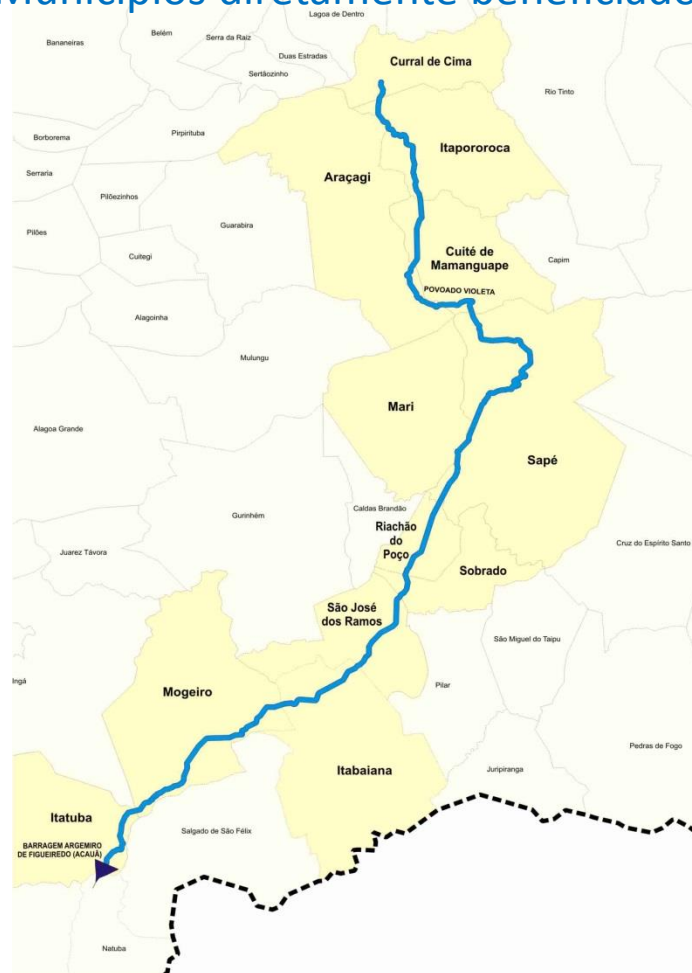 Municípios diretamente beneficiado
Lagoa de Dentro
Belém
Serra da Raiz
Bananeiras
Duas Estradas
Curral de Cima
Sertãozinho
Rio Tinto
Borborema
Pirpirituba
Itapororoca
Serraria
Araçagi
Pilõezinhos
Guarabira
Pilões
Cuitegi
Cuité de
Mamanguape
Capim
POVOADO VIOLETA
Alagoinha
Mulungu
Mari
Alagoa Grande
Sapé
Caldas Brandão
Gurinhém
Riachão
do
Poço
Cruz do Espírito Santo
Juarez Távora
Sobrado
São José
dos Ramos
São Miguel do Taipu
Ingá
Mogeiro
Pilar
Pedras de Fogo
Itabaiana
Juripiranga
Itatuba
Salgado de São Félix
BARRAGEM ARGEMIRO
DE FIGUEIREDO (ACAUÃ)
Natuba